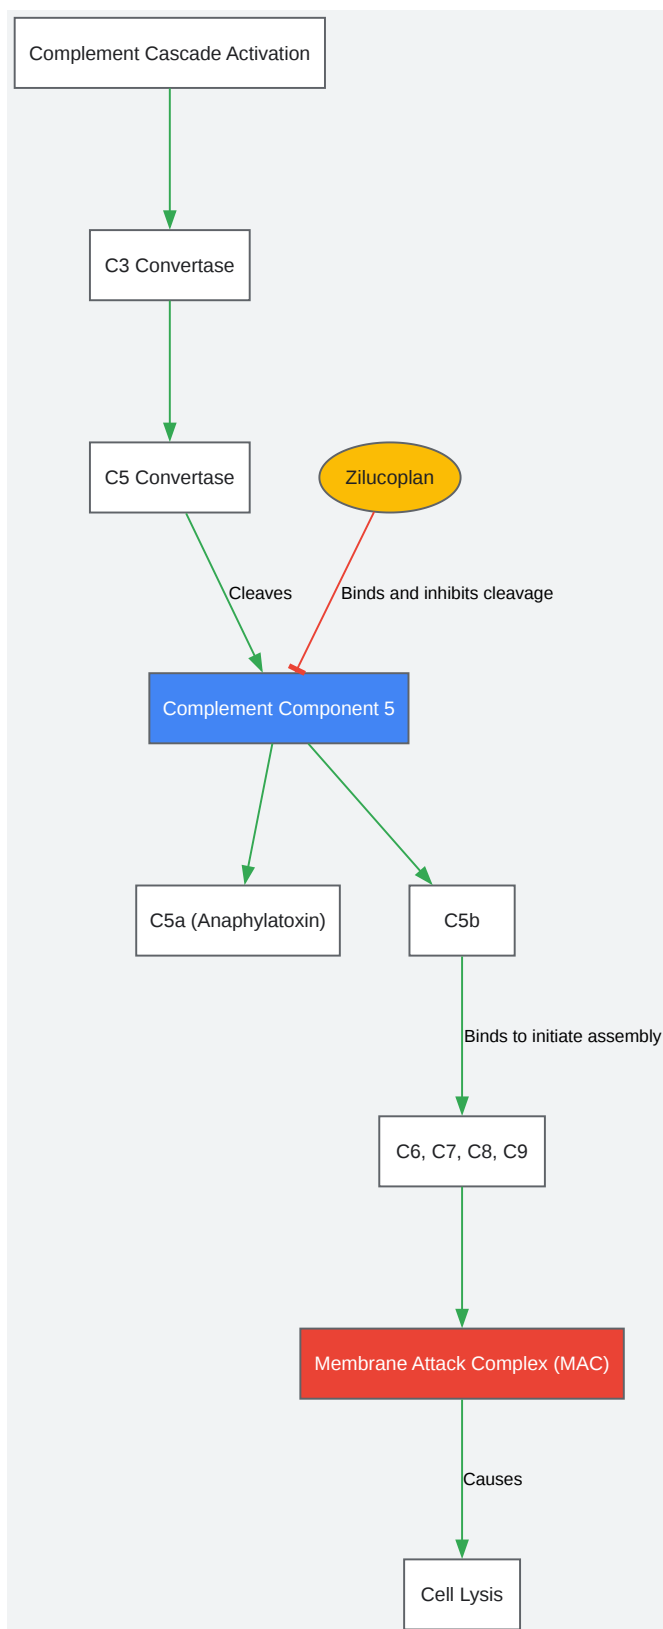 Complement Cascade Activation
C3 Convertase
C5 Convertase
Zilucoplan
Cleaves
Binds and inhibits cleavage
Complement Component 5
C5a (Anaphylatoxin)
C5b
Binds to initiate assembly
C6, C7, C8, C9
Membrane Attack Complex (MAC)
Causes
Cell Lysis